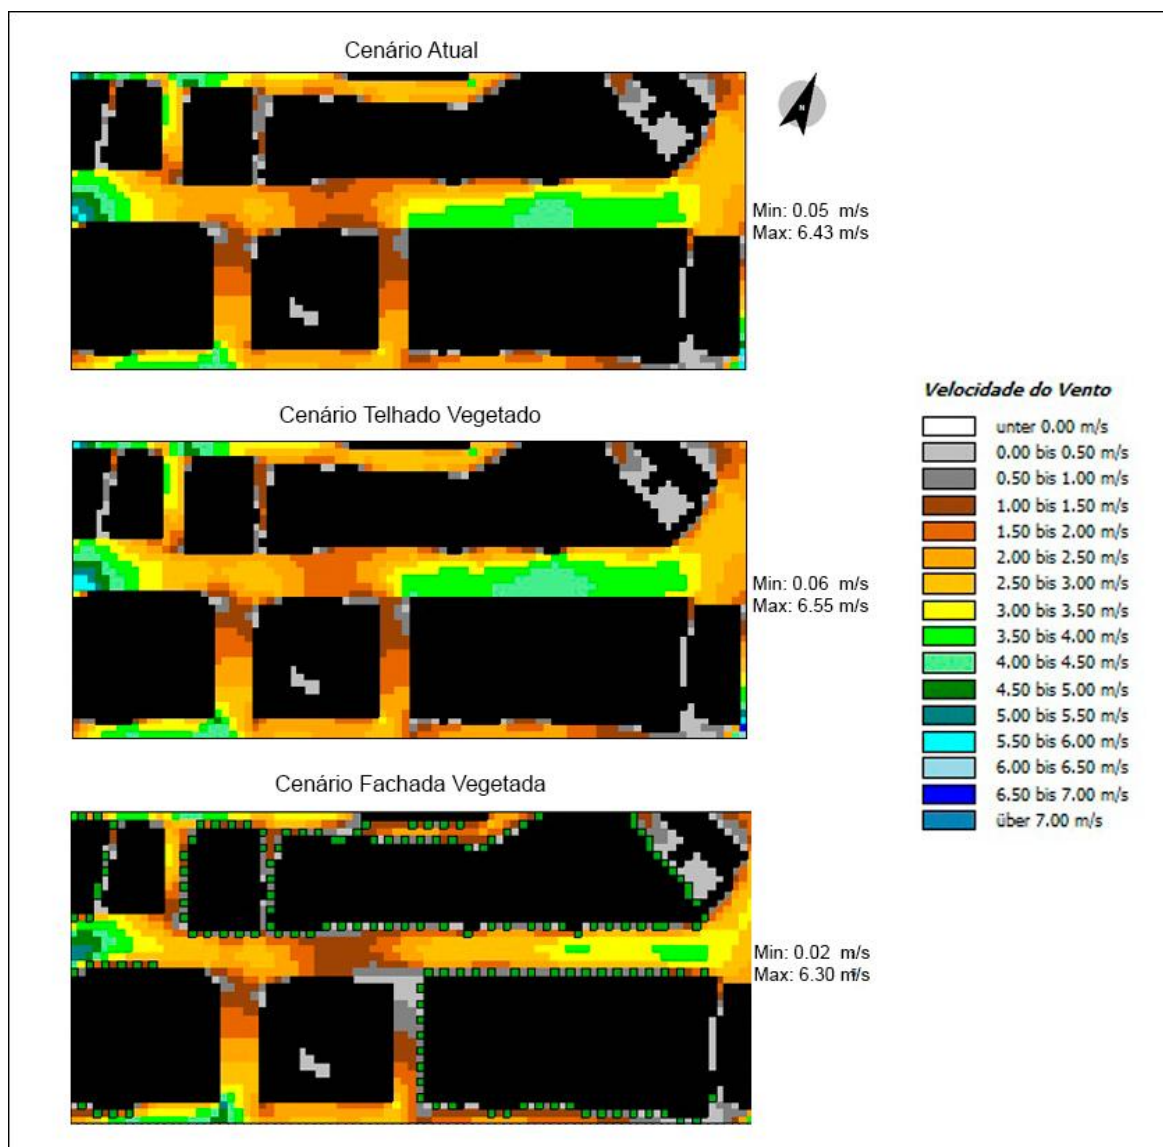 Cenário Atual
N
Min: 0.05 m/s
Max: 6.43 m/s
Cenário Telhado Vegetado
Min: 0.06 m/s
Max: 6.55 m/s
Cenário Fachada Vegetada
Min: 0.02 m/s
Max: 6.30 m/s
Velocidade do Vento
unter 0.00 m/s
0.00 bis 0.50 m/s
0.50 bis 1.00 m/s
1.00 bis 1.50 m/s
1.50 bis 2.00 m/s
2.00 bis 2.50 m/s
2.50 bis 3.00 m/s
3.00 bis 3.50 m/s
3.50 bis 4.00 m/s
4.00 bis 4.50 m/s
4.50 bis 5.00 m/s
5.00 bis 5.50 m/s
5.50 bis 6.00 m/s
6.00 bis 6.50 m/s
6.50 bis 7.00 m/s
über 7.00 m/s